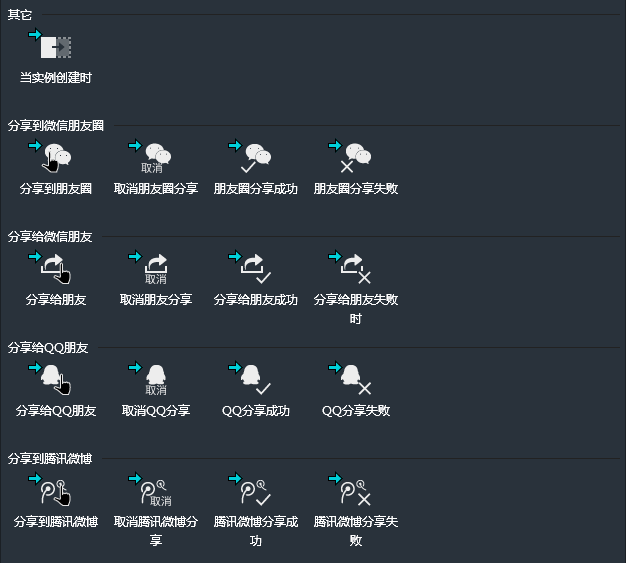 其它
当实例创建时
分享到微信朋友圈
取消
分享到朋友圈 取消朋友圈分享 朋友圈分享成功 朋友圈分享失败
分享给微信朋友
取消
分享给朋友 取消朋友分享 分享给朋友成功 分享给朋友失败
时
分享给QQ朋友
取消
分享给QQ朋友 取消QQ分享 QQ分享成功 QQ分享失败
分享到腾讯微博
取消
分享到腾讯微博 取消腾讯微博分 腾讯微博分享成 腾讯微博分享失
享 功 败